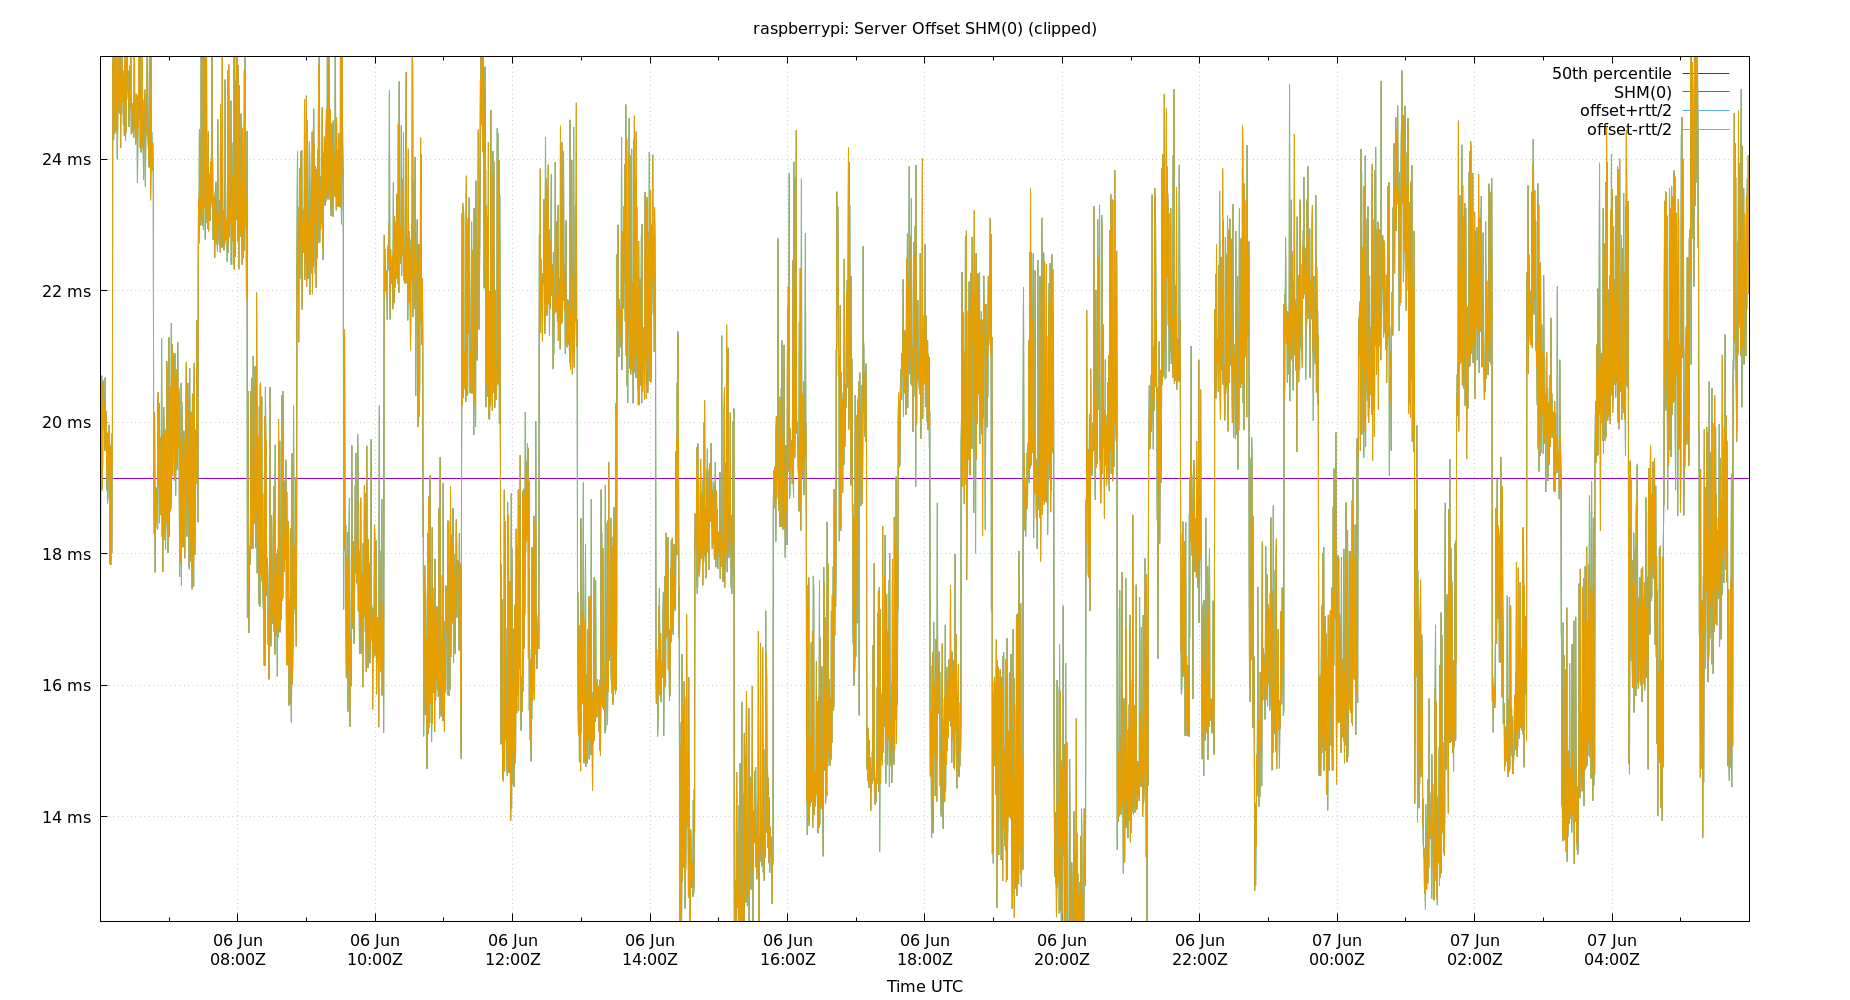 raspberrypi: Server Offset SHM(0) (clipped)
50th percentile
SHM(0)
offset+rtt/2
offset-rtt/2
24 ms
22 ms
20 ms
18 ms
16 ms
14 ms
06 Jun 06 Jun 06 Jun 06 Jun 06 Jun 06 Jun 06 Jun 06 Jun 07 Jun 07 Jun 07 Jun
08:00Z 10:00Z 12:00Z 14:00Z 16:00Z 18:00Z 20:00Z 22:00Z 00:00Z 02:00Z 04:00Z
Time UTC